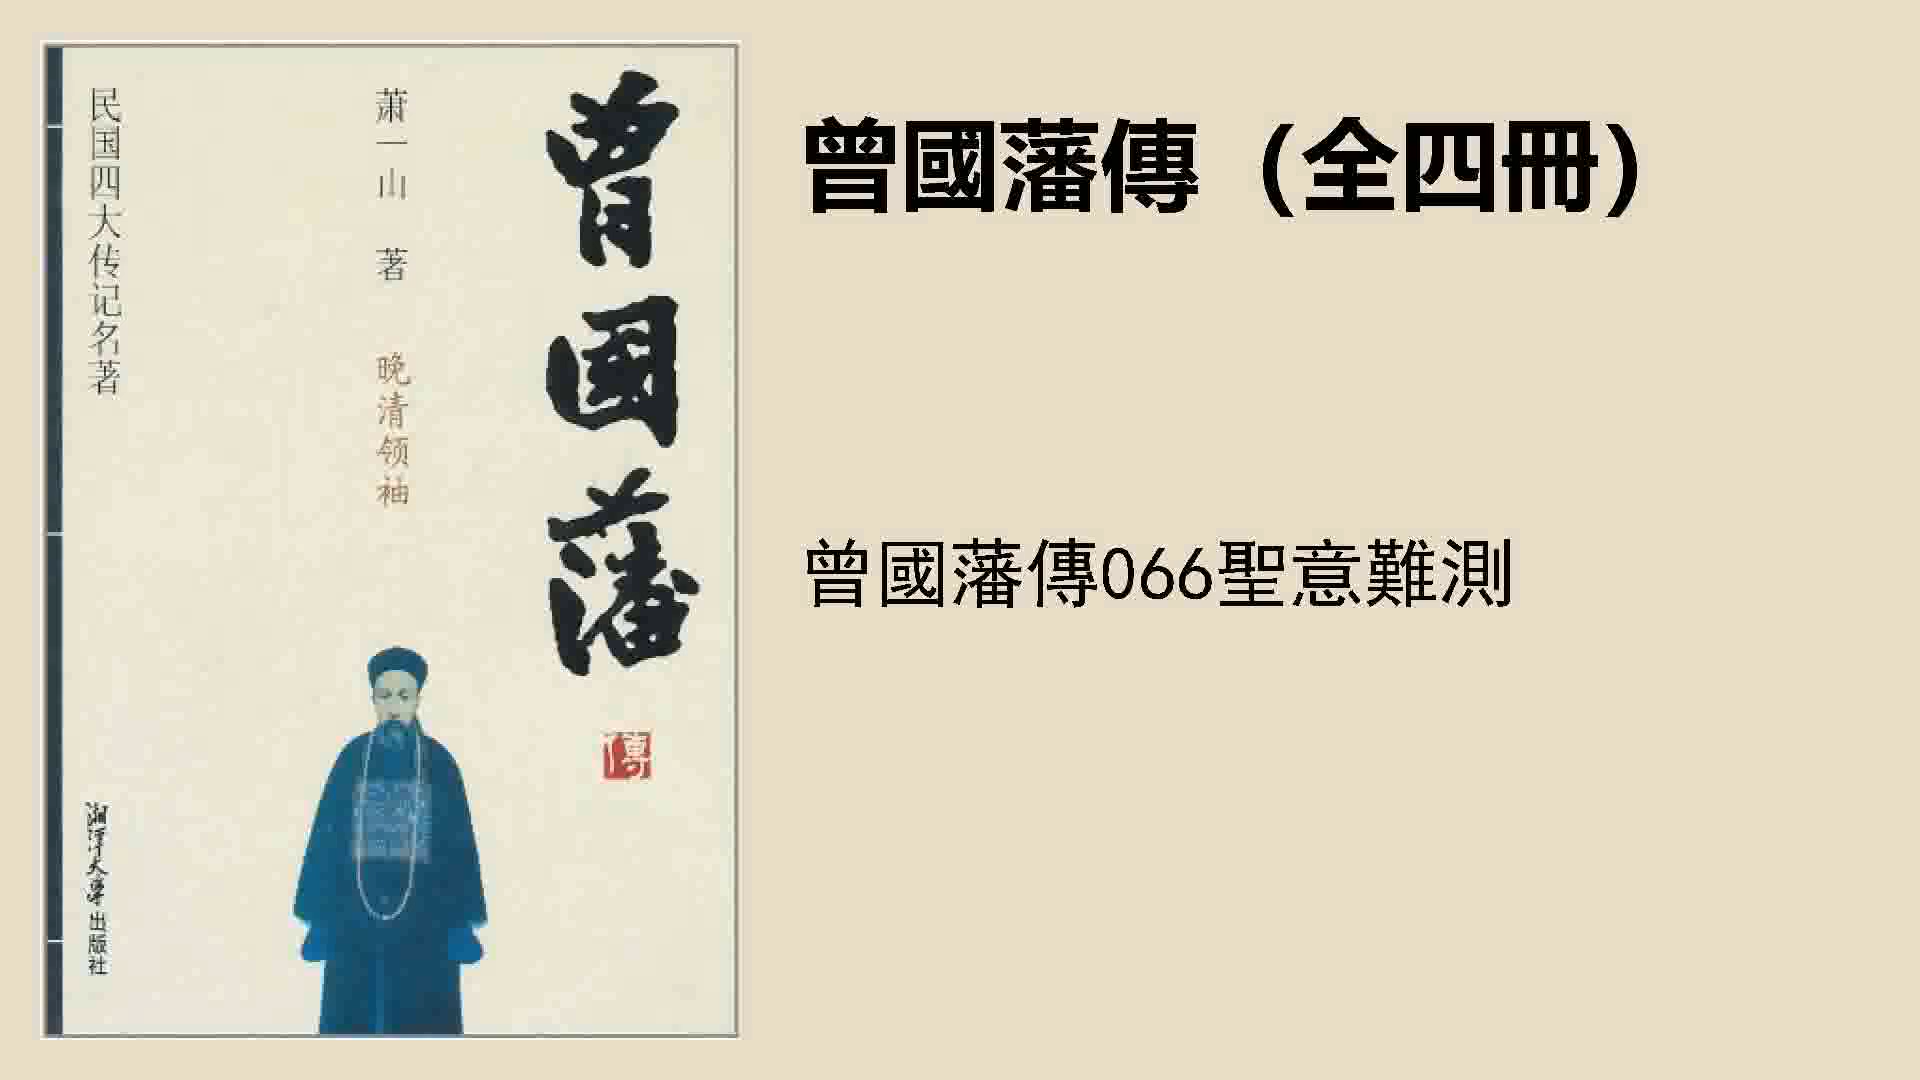 民国四大传记名著
萧一山 著 晚清领袖
曾國藩
傳
湘潭大學出版社
曾國藩傳（全四冊）
曾國藩傳066聖意難測